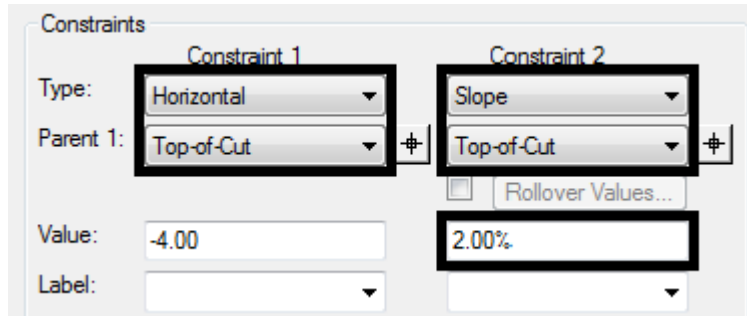 Constraints
Constraint 1 Constraint 2
Type: Horizontal Slope
Parent 1: Top-of-Cut Top-of-Cut
Rollover Values...
Value: -4.00 2.00%
Label: